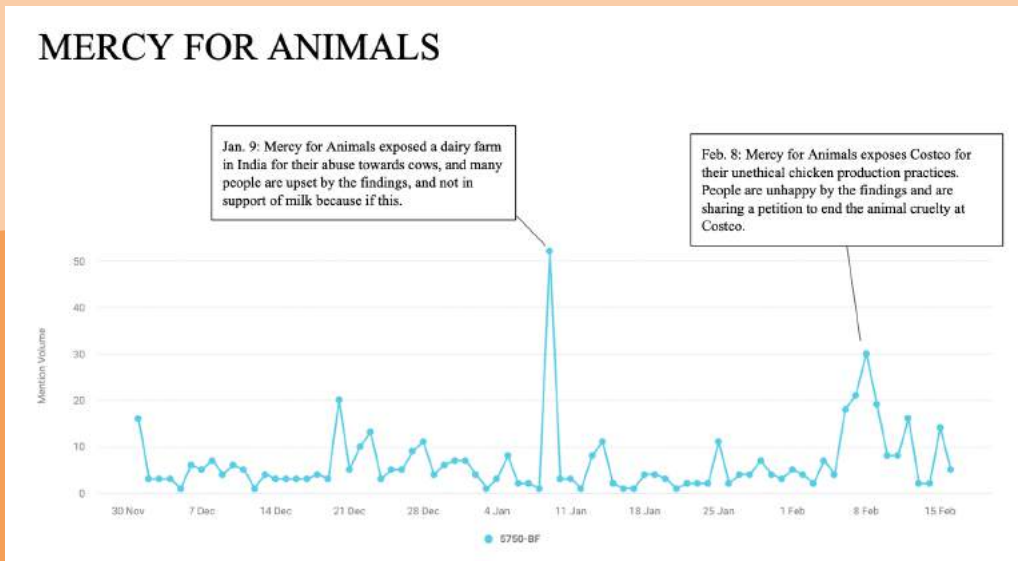 MERCY FOR ANIMALS
Jan. 9: Mercy for Animals exposed a dairy farm
in India for their abuse towards cows, and many
people are upset by the findings, and not in
support of milk because if this.
Feb. 8: Mercy for Animals exposes Costco for
their unethical chicken production practices.
People are unhappy by the findings and are
sharing a petition to end the animal cruelty at
Costco.
Mention Volume
50
40
30
20
10
0
30 Nov 7 Dec 14 Dec 21 Dec 28 Dec 4 Jan 11 Jan 18 Jan 25 Jan 1 Feb 8 Feb 15 Feb
5750-BF